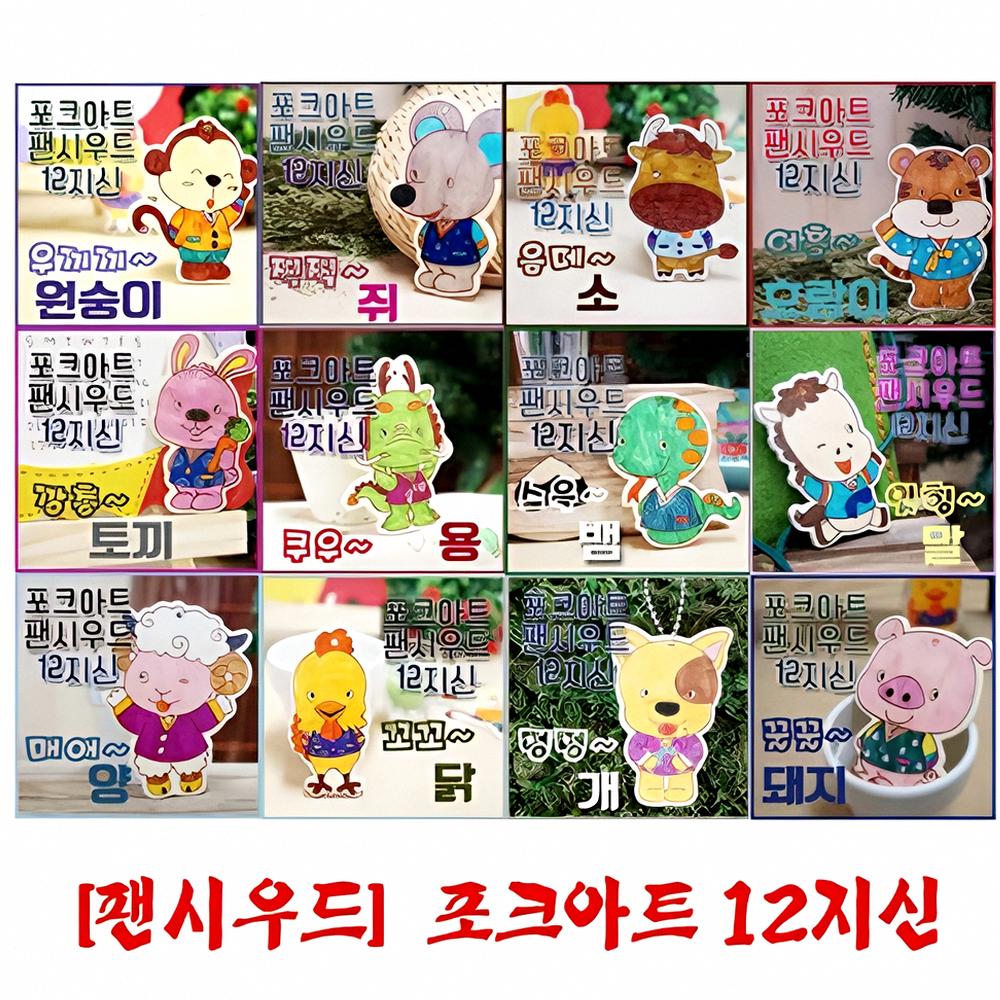 포크아트
팬시우드
12지신
우끼끼~
원숭이
포크아트
팬시우드
12지신
찍찍~
쥐
포크아트
팬시우드
12지신
음메~
소
포크아트
팬시우드
12지신
어흥~
호랑이
포크아트
팬시우드
12지신
깡총~
토끼
포크아트
팬시우드
12지신
쿠우~
용
포크아트
팬시우드
12지신
스윽~
뱀
포크아트
팬시우드
12지신
잇힝~
포크아트
팬시우드
12지신
매애~
양
포크아트
팬시우드
12지신
꼬꼬~
닭
포크아트
팬시우드
12지신
멍멍~
개
포크아트
팬시우드
12지신
꿀꿀~
돼지
[팬시우드] 포크아트 12지신